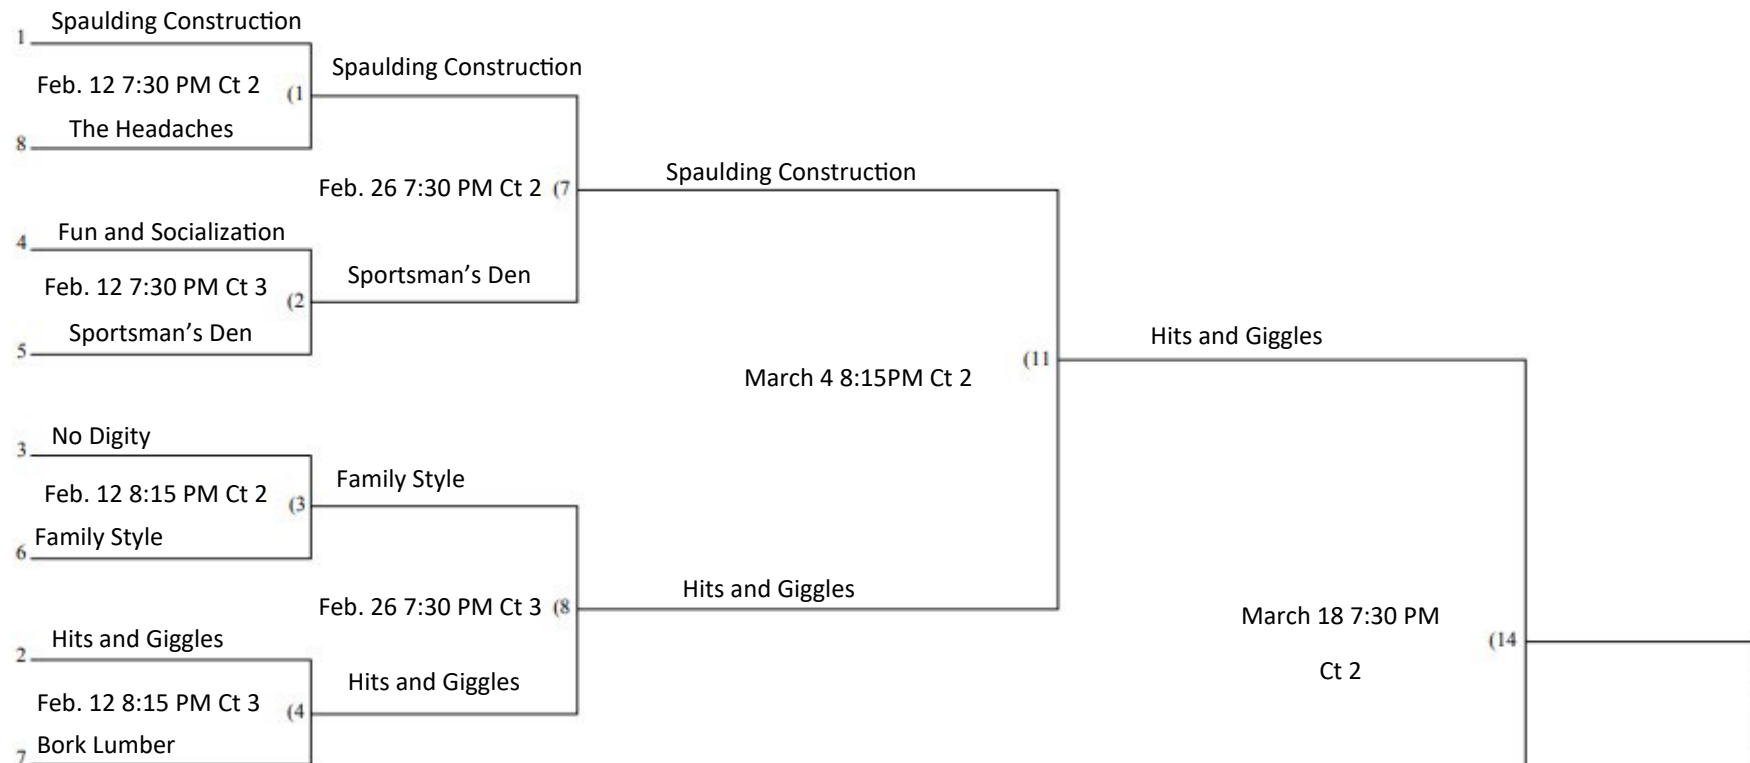 Spaulding Construction
1
Feb. 12 7:30 PM Ct 2
(1
The Headaches
8
Spaulding Construction
Feb. 26 7:30 PM Ct 2
(7
Fun and Socialization
4
Feb. 12 7:30 PM Ct 3
(2
Sportsman's Den
5
Sportsman’s Den
Spaulding Construction
No Digity
3
Feb. 12 8:15 PM Ct 2
(3
Family Style
6
Family Style
Feb. 26 7:30 PM Ct 3
(8
Hits and Giggles
2
Feb. 12 8:15 PM Ct 3
(4
Bork Lumber
7
Hits and Giggles
Hits and Giggles
March 4 8:15PM Ct 2
(11
Hits and Giggles
March 18 7:30 PM
Ct 2
(14